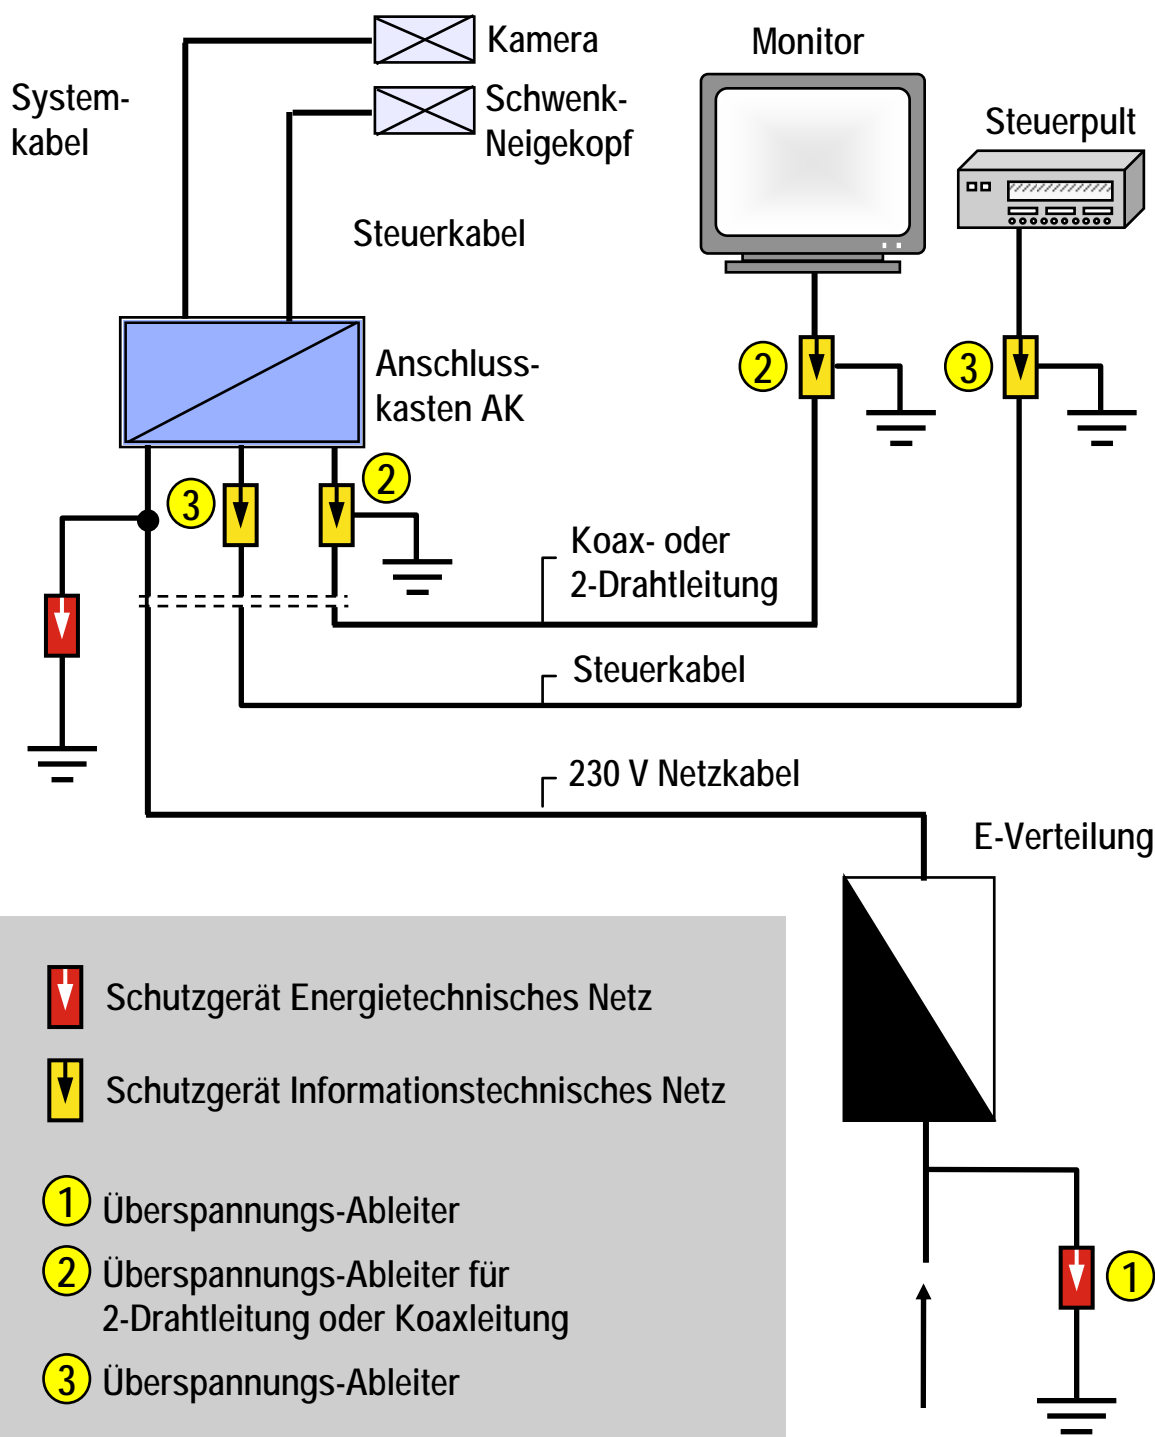 Kamera
Monitor
System-
kabel
Schwenk-
Neigekopf
Steuerpult
Steuerkabel
Anschluss-
kasten AK
2
3
3
2
Koax- oder
2-Drahtleitung
Steuerkabel
230 V Netzkabel
E-Verteilung
Schutzgerät Energietechnisches Netz
Schutzgerät Informationstechnisches Netz
1 Überspannungs-Ableiter
2 Überspannungs-Ableiter für
2-Drahtleitung oder Koaxleitung
3 Überspannungs-Ableiter
1